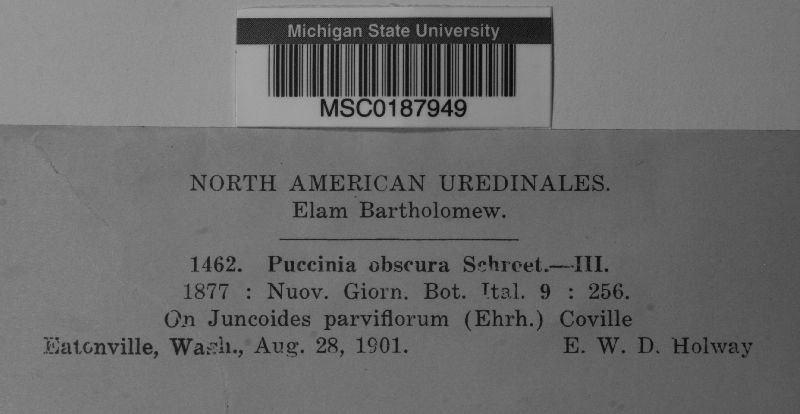 Michigan State University
MSC0187949
NORTH AMERICAN UREDINALES.
Elam Bartholomew.
1462. Puccinia obscura Schroet.—III.
1877 : Nuov. Giorn. Bot. Ital. 9 : 256.
On Juncoides parviflorum (Ehrh.) Coville
Eatonville, Wash., Aug. 28, 1901. E. W. D. Holway